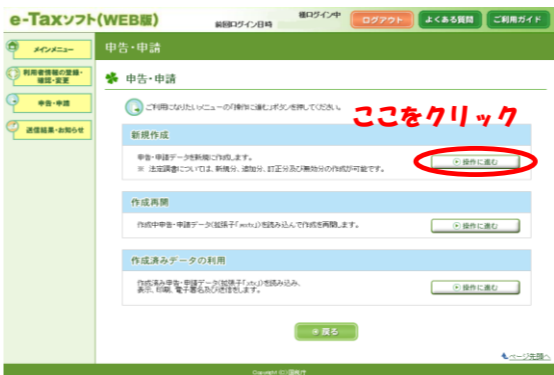 e-Taxソフト(WEB版)
前回ログイン日時
様ログイン中
ログアウト
よくある質問
ご利用ガイド
メインメニュー
申告・申請
利用者情報の登録・
確認・変更
申告・申請
申告・申請
送信結果・お知らせ
ご利用になりたいメニューの「操作に進む」ボタンを押してください。
ここをクリック
新規作成
申告・申請データを新規に作成します。
※ 法定調書については、新規分、追加分、訂正分及び無効分の作成が可能です。
操作に進む
作成再開
作成中申告・申請データ(拡張子「.xtx」)を読み込んで作成を再開します。
操作に進む
作成済みデータの利用
作成済み申告・申請データ(拡張子「.xtx」)を読み込み、
表示、印刷、電子署名及び送信をします。
操作に進む
戻る
ページ先頭へ
Copyright (C) 国税庁